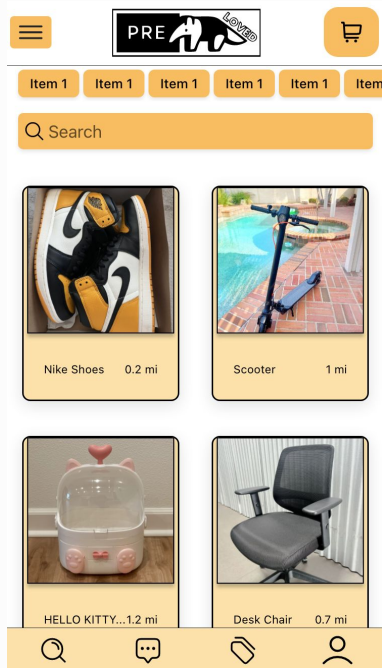 PRE LOVED
Item 1 Item 1 Item 1 Item 1 Item 1 Item
Search
Nike Shoes 0.2 mi Scooter 1 mi
HELLO KITTY...1.2 mi Desk Chair 0.7 mi